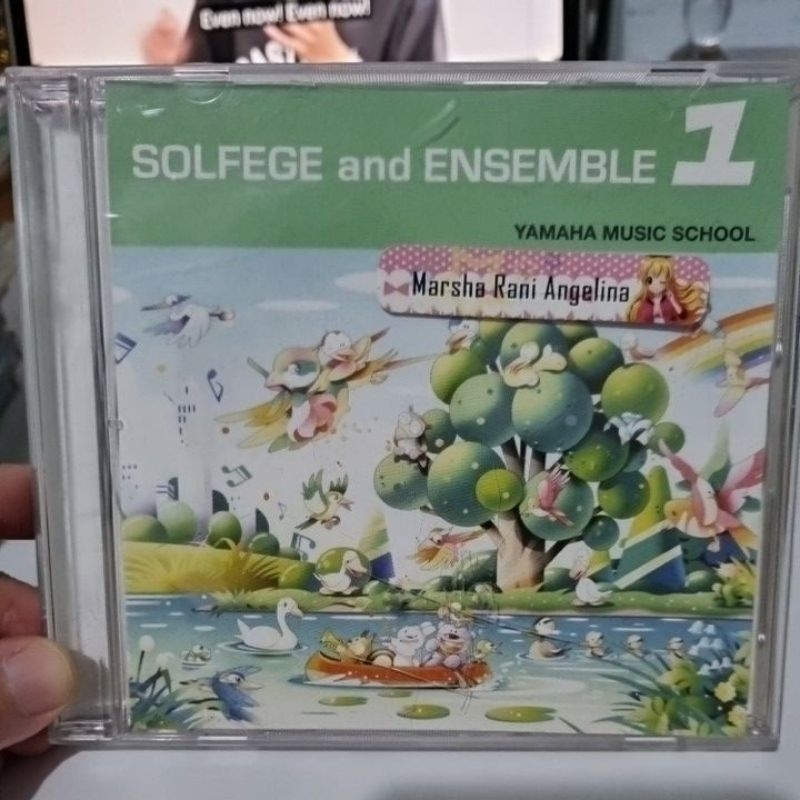 Even now! Even now!
SOLFEGE and ENSEMBLE 1
YAMAHA MUSIC SCHOOL
Marsha Rani Angelina